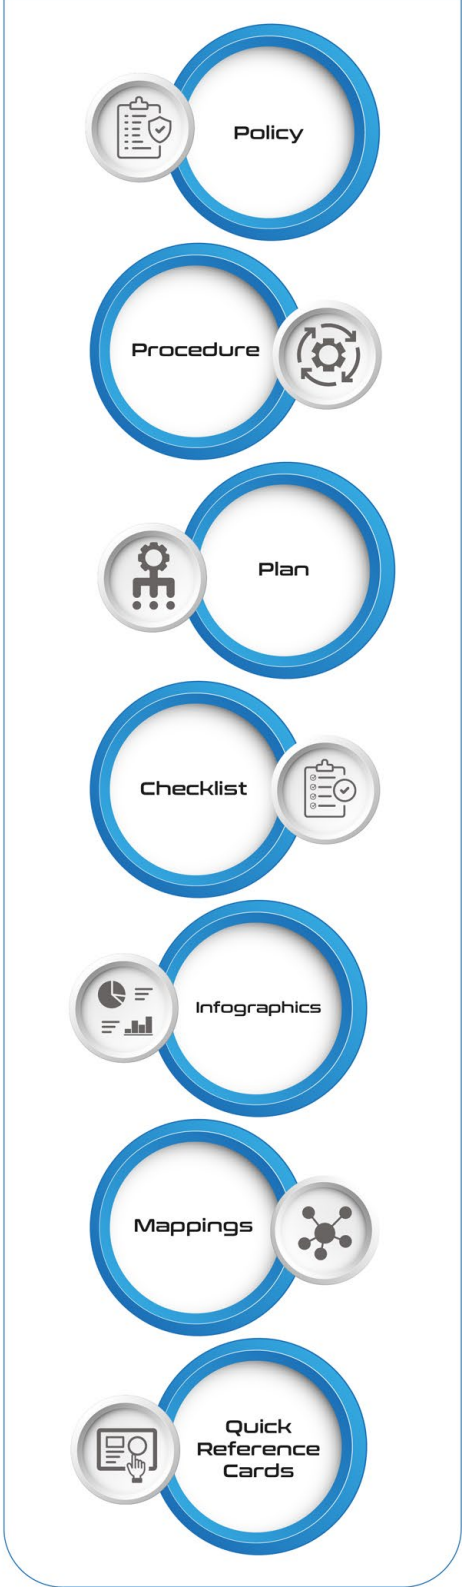 Policy
Procedure
Plan
Checklist
Infographics
Mappings
Quick
Reference
Cards